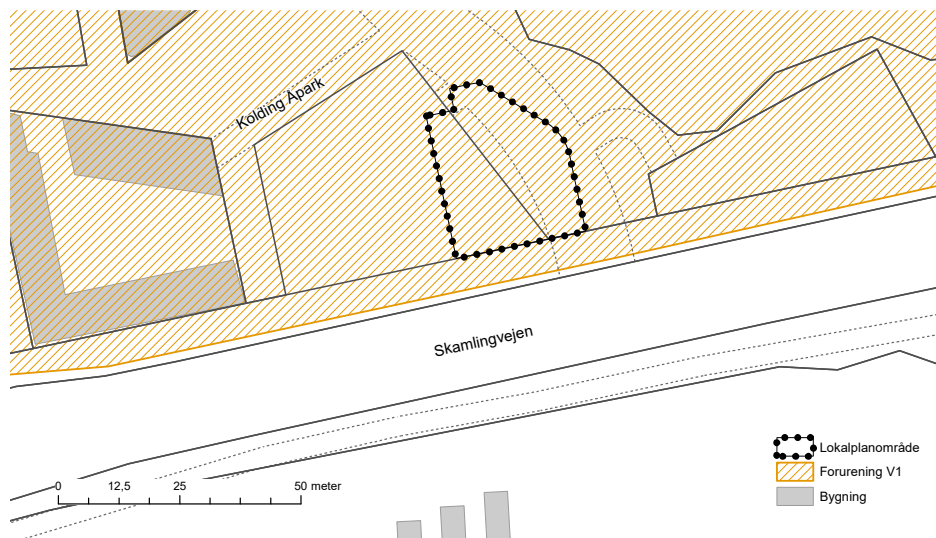 Kolding Åpark
Skamlingvejen
Lokalplanområde
Forurening V1
Bygning
0 12,5 25 50 meter